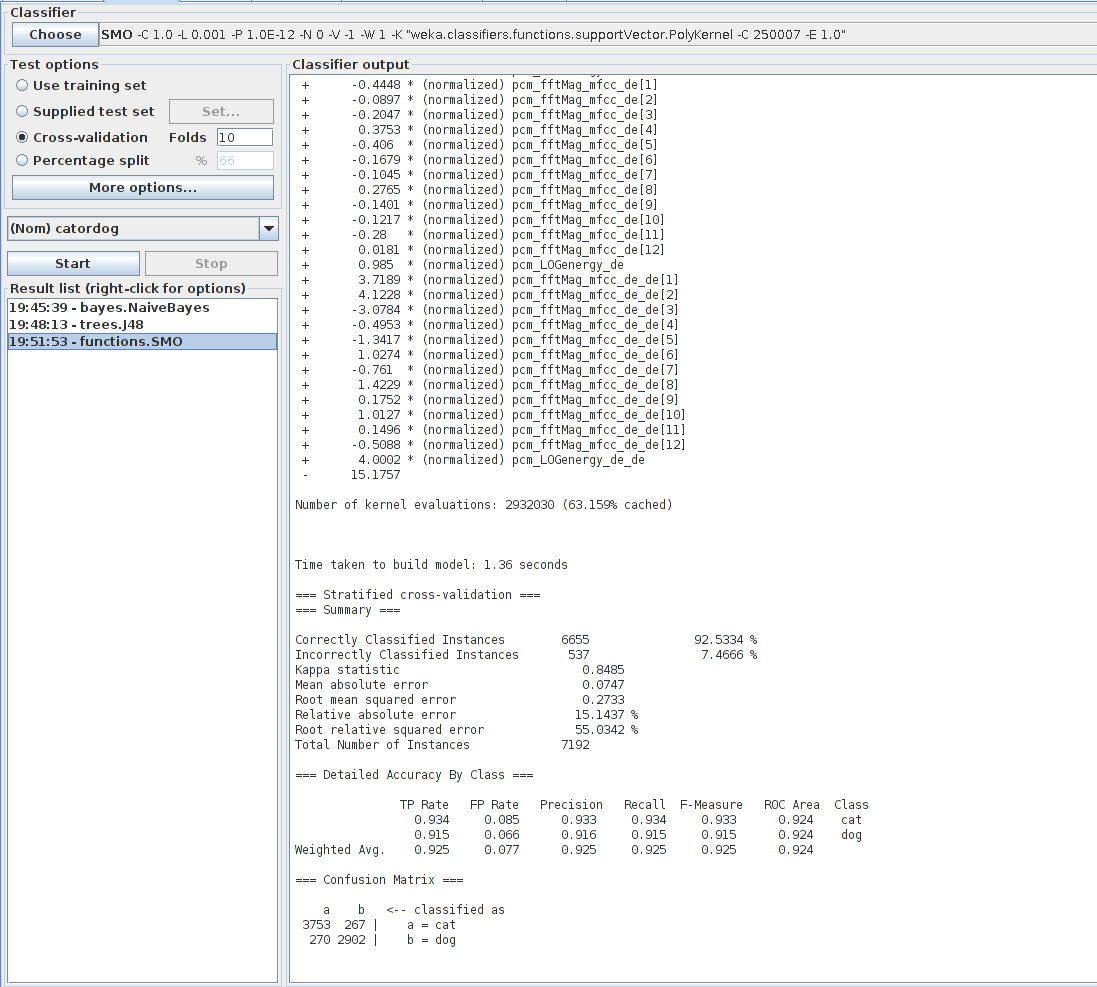 Classifier
Choose SMO -C 1.0 -L 0.001 -P 1.0E-12 -N 0 -V -1 -W 1 -K "weka.classifiers.functions.supportVector.PolyKernel -C 250007 -E 1.0"
Test options
Use training set
Supplied test set Set...
Cross-validation Folds 10
Percentage split % 66
More options...
(Nom) catordog
Start Stop
Result list (right-click for options)
19:45:39 - bayes.NaiveBayes
19:48:13 - trees.J48
19:51:53 - functions.SMO
Classifier output
+ -0.4448 * (normalized) pcm_fftMag_mfcc_de[1]
+ -0.0897 * (normalized) pcm_fftMag_mfcc_de[2]
+ -0.2047 * (normalized) pcm_fftMag_mfcc_de[3]
+ 0.3753 * (normalized) pcm_fftMag_mfcc_de[4]
+ -0.406 * (normalized) pcm_fftMag_mfcc_de[5]
+ -0.1679 * (normalized) pcm_fftMag_mfcc_de[6]
+ -0.1045 * (normalized) pcm_fftMag_mfcc_de[7]
+ 0.2765 * (normalized) pcm_fftMag_mfcc_de[8]
+ -0.1401 * (normalized) pcm_fftMag_mfcc_de[9]
+ -0.1217 * (normalized) pcm_fftMag_mfcc_de[10]
+ -0.28 * (normalized) pcm_fftMag_mfcc_de[11]
+ 0.0181 * (normalized) pcm_fftMag_mfcc_de[12]
+ 0.985 * (normalized) pcm_LOGenergy_de
+ 3.7189 * (normalized) pcm_fftMag_mfcc_de_de[1]
+ 4.1228 * (normalized) pcm_fftMag_mfcc_de_de[2]
+ -3.0784 * (normalized) pcm_fftMag_mfcc_de_de[3]
+ -0.4953 * (normalized) pcm_fftMag_mfcc_de_de[4]
+ -1.3417 * (normalized) pcm_fftMag_mfcc_de_de[5]
+ 1.0274 * (normalized) pcm_fftMag_mfcc_de_de[6]
+ -0.761 * (normalized) pcm_fftMag_mfcc_de_de[7]
+ 1.4229 * (normalized) pcm_fftMag_mfcc_de_de[8]
+ 0.1752 * (normalized) pcm_fftMag_mfcc_de_de[9]
+ 1.0127 * (normalized) pcm_fftMag_mfcc_de_de[10]
+ 0.1496 * (normalized) pcm_fftMag_mfcc_de_de[11]
+ -0.5088 * (normalized) pcm_fftMag_mfcc_de_de[12]
+ 4.0002 * (normalized) pcm_LOGenergy_de_de
- 15.1757
Number of kernel evaluations: 2932030 (63.159% cached)
Time taken to build model: 1.36 seconds
=== Stratified cross-validation ===
=== Summary ===
Correctly Classified Instances 6655 92.5334 %
Incorrectly Classified Instances 537 7.4666 %
Kappa statistic 0.8485
Mean absolute error 0.0747
Root mean squared error 0.2733
Relative absolute error 15.1437 %
Root relative squared error 55.0342 %
Total Number of Instances 7192
=== Detailed Accuracy By Class ===
TP Rate FP Rate Precision Recall F-Measure ROC Area Class
0.934 0.085 0.933 0.934 0.933 0.924 cat
0.915 0.066 0.916 0.915 0.915 0.924 dog
Weighted Avg. 0.925 0.077 0.925 0.925 0.925 0.924
=== Confusion Matrix ===
a b <-- classified as
3753 267 | a = cat
270 2902 | b = dog